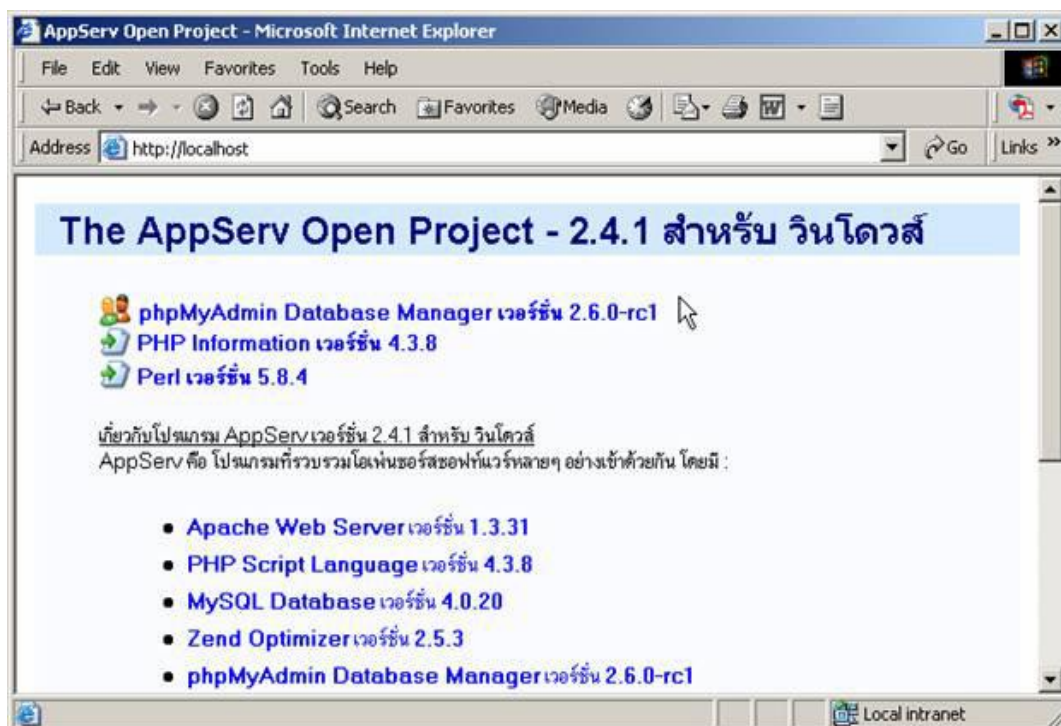 AppServ Open Project - Microsoft Internet Explorer
File Edit View Favorites Tools Help
Back Search Favorites Media
Address http://localhost Go Links »
The AppServ Open Project - 2.4.1 สำหรับ วินโดวส์
phpMyAdmin Database Manager เวอร์ชั่น 2.6.0-rc1
PHP Information เวอร์ชั่น 4.3.8
Perl เวอร์ชั่น 5.8.4
เกี่ยวกับโปรแกรม AppServ เวอร์ชั่น 2.4.1 สำหรับ วินโดวส์
AppServ คือ โปรแกรมที่รวบรวมโอเพ่นซอร์สซอฟท์แวร์หลายๆ อย่างเข้าด้วยกัน โดยมี :
• Apache Web Server เวอร์ชั่น 1.3.31
• PHP Script Language เวอร์ชั่น 4.3.8
• MySQL Database เวอร์ชั่น 4.0.20
• Zend Optimizer เวอร์ชั่น 2.5.3
• phpMyAdmin Database Manager เวอร์ชั่น 2.6.0-rc1
Local intranet